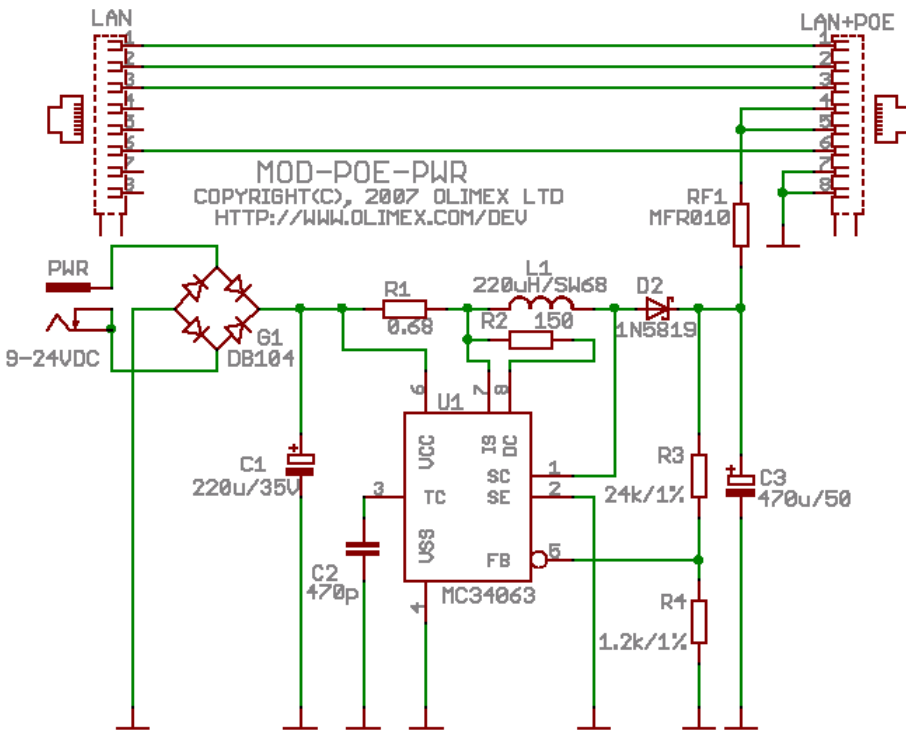 LAN
LAN+POE
1
2
3
4
5
6
7
8
1
2
3
4
5
6
7
8
MOD-POE-PWR
COPYRIGHT(C), 2007 OLIMEX LTD
HTTP://WWW.OLIMEX.COM/DEV
RF1
MFR010
PWR
9-24VDC
G1
DB104
R1
0.68
L1
220uH/SW68
R2
150
D2
1N5819
U1
6
7
8
VCC
IS
DC
SC
1
SE
2
3
TC
VSS
FB
5
4
MC34063
C1
220u/35V
C2
470p
R3
24k/1%
C3
470u/50
R4
1.2k/1%